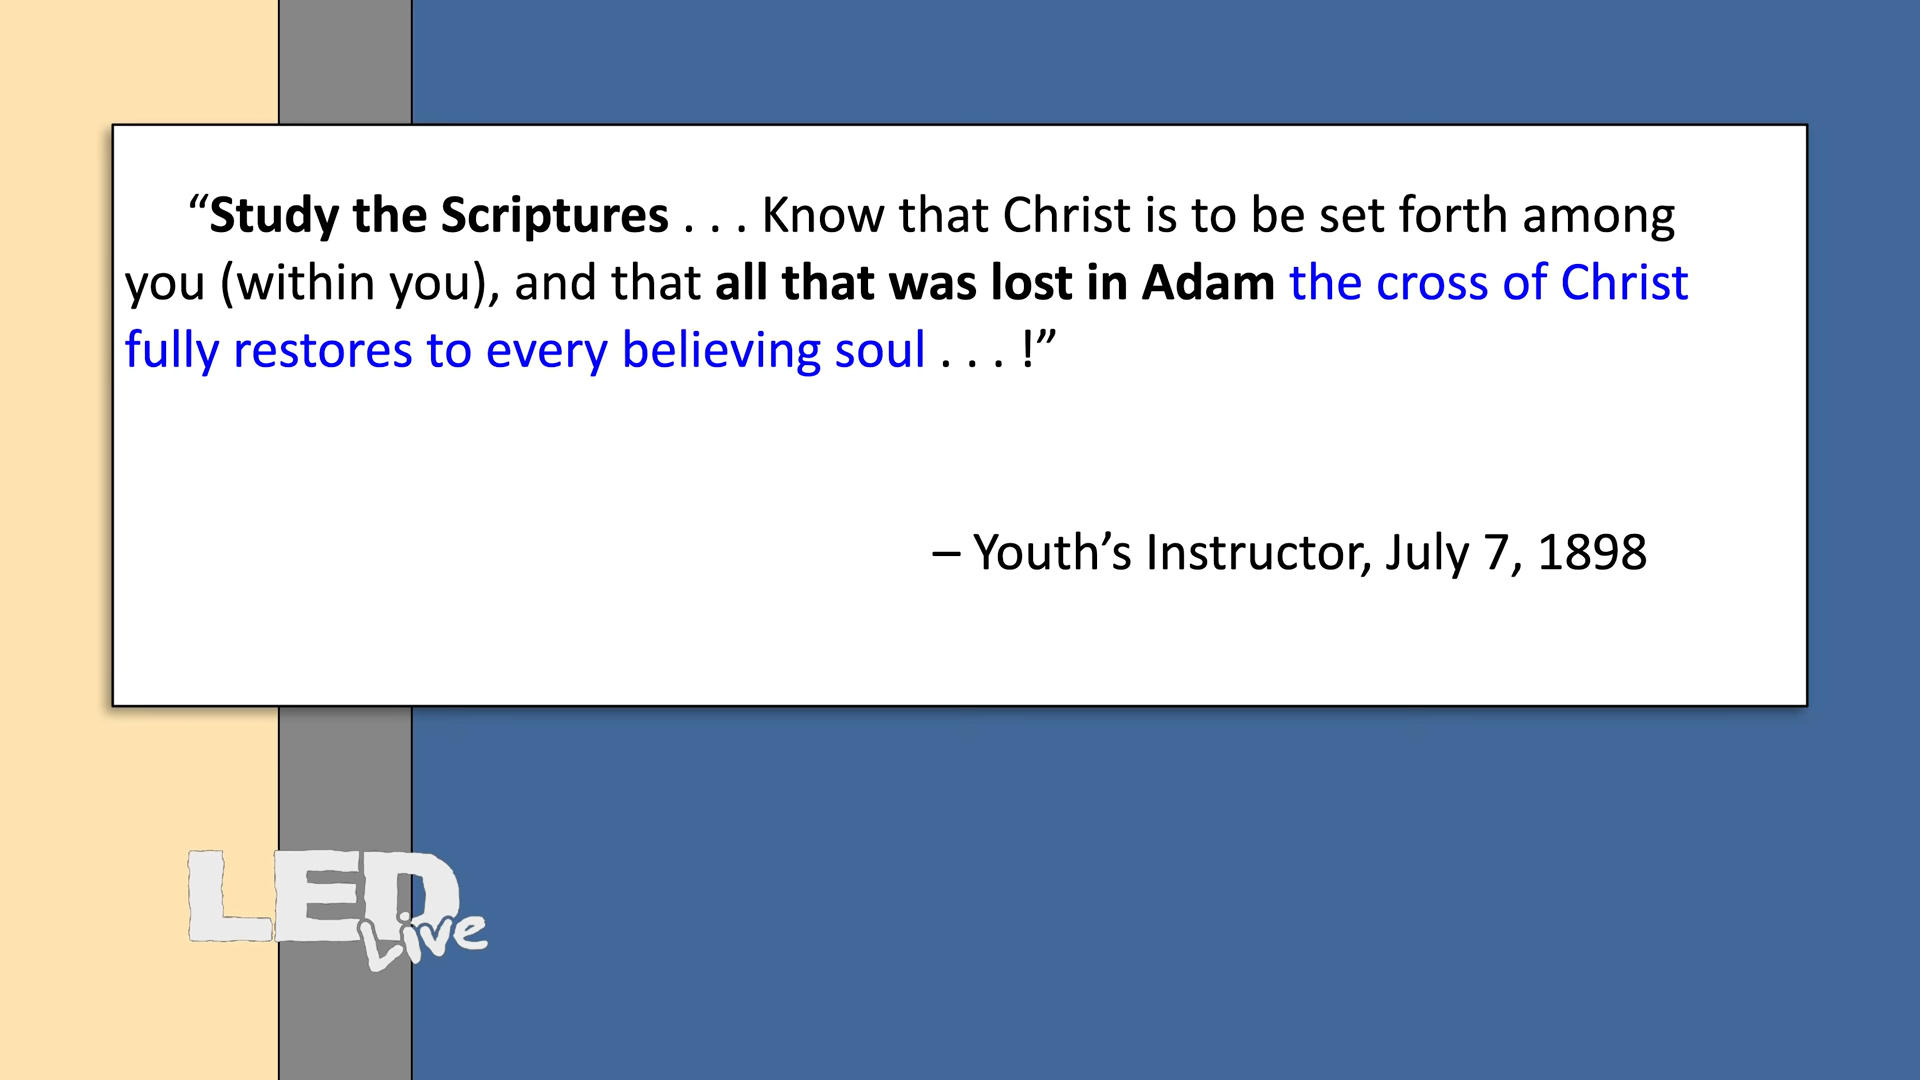 “Study the Scriptures . . . Know that Christ is to be set forth among
you (within you), and that all that was lost in Adam the cross of Christ
fully restores to every believing soul . . . !”
– Youth’s Instructor, July 7, 1898
LED
Live